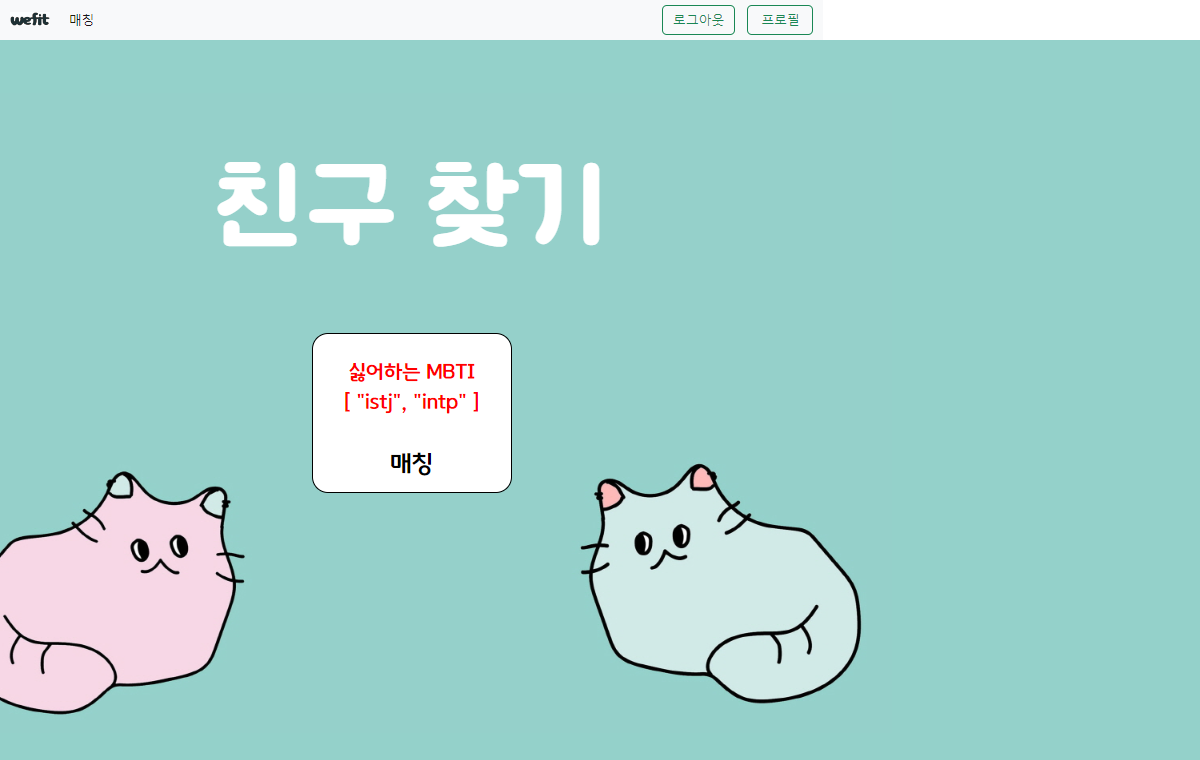 wefit 매칭 로그아웃 프로필
친구 찾기
싫어하는 MBTI
[ "istj", "intp" ]
매칭